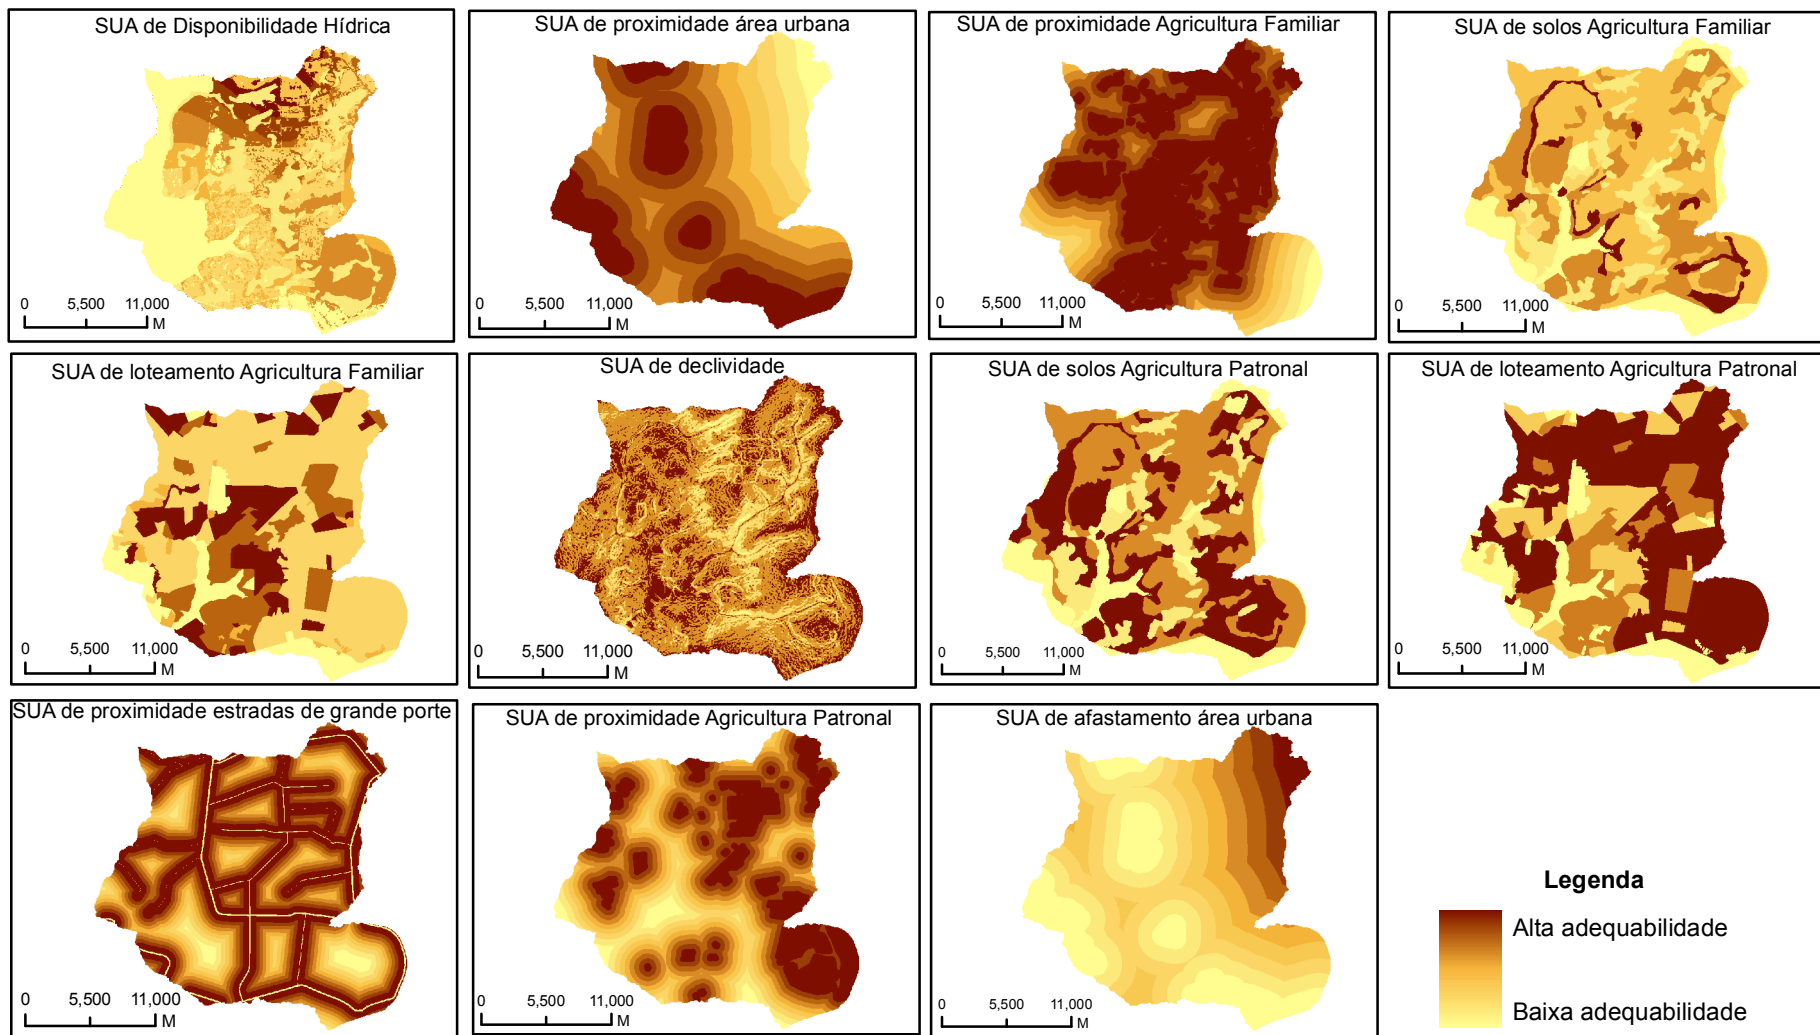 SUA de Disponibilidade Hídrica
0 5,500 11,000
M
SUA de proximidade área urbana
0 5,500 11,000
M
SUA de proximidade Agricultura Familiar
0 5,500 11,000
M
SUA de solos Agricultura Familiar
0 5,500 11,000
M
SUA de loteamento Agricultura Familiar
0 5,500 11,000
M
SUA de declividade
0 5,500 11,000
M
SUA de solos Agricultura Patronal
0 5,500 11,000
M
SUA de loteamento Agricultura Patronal
0 5,500 11,000
M
SUA de proximidade estradas de grande porte
0 5,500 11,000
M
SUA de proximidade Agricultura Patronal
0 5,500 11,000
M
SUA de afastamento área urbana
0 5,500 11,000
M
Legenda
Alta adequabilidade
Baixa adequabilidade